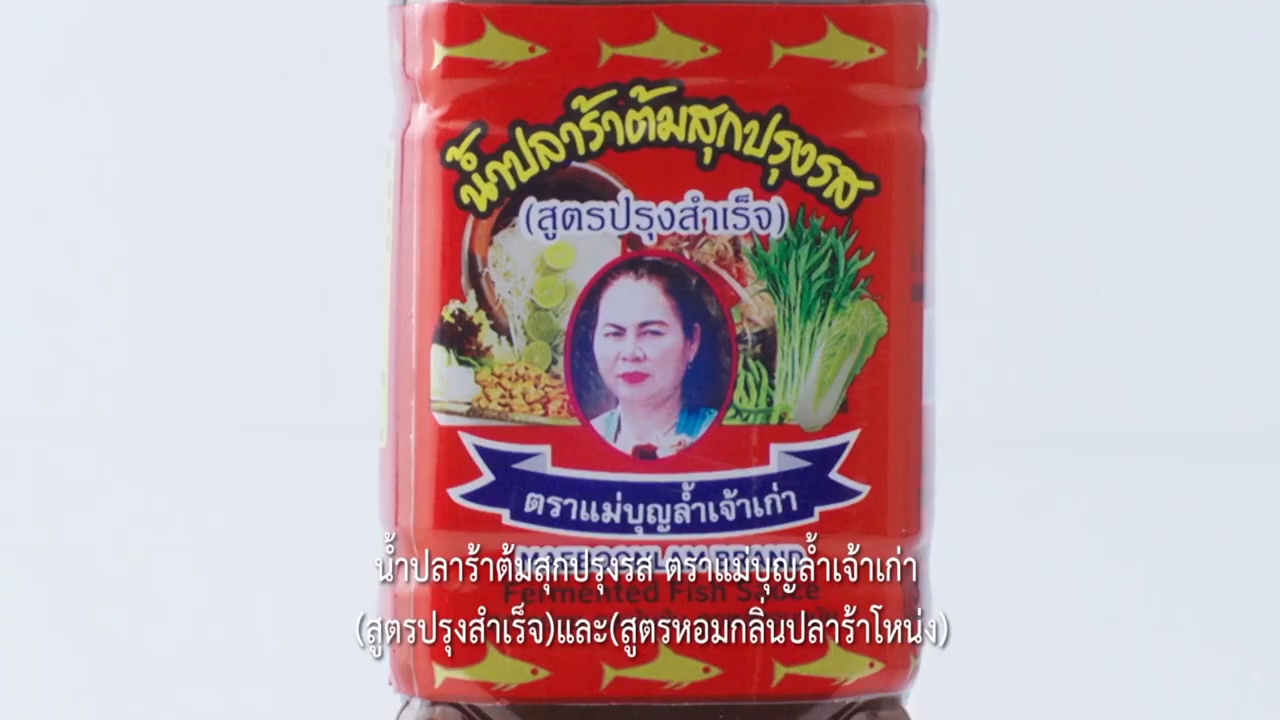 น้ำปลาร้าต้มสุกปรุงรส
(สูตรปรุงสำเร็จ)
ตราแม่บุญล้ำเจ้าเก่า
น้ำปลาร้าต้มสุกปรุงรส ตราแม่บุญล้ำเจ้าเก่า
Fermented Fish Sauce
(สูตรปรุงสำเร็จ)และ(สูตรหอมกลิ่นปลาร้าโหน่ง)